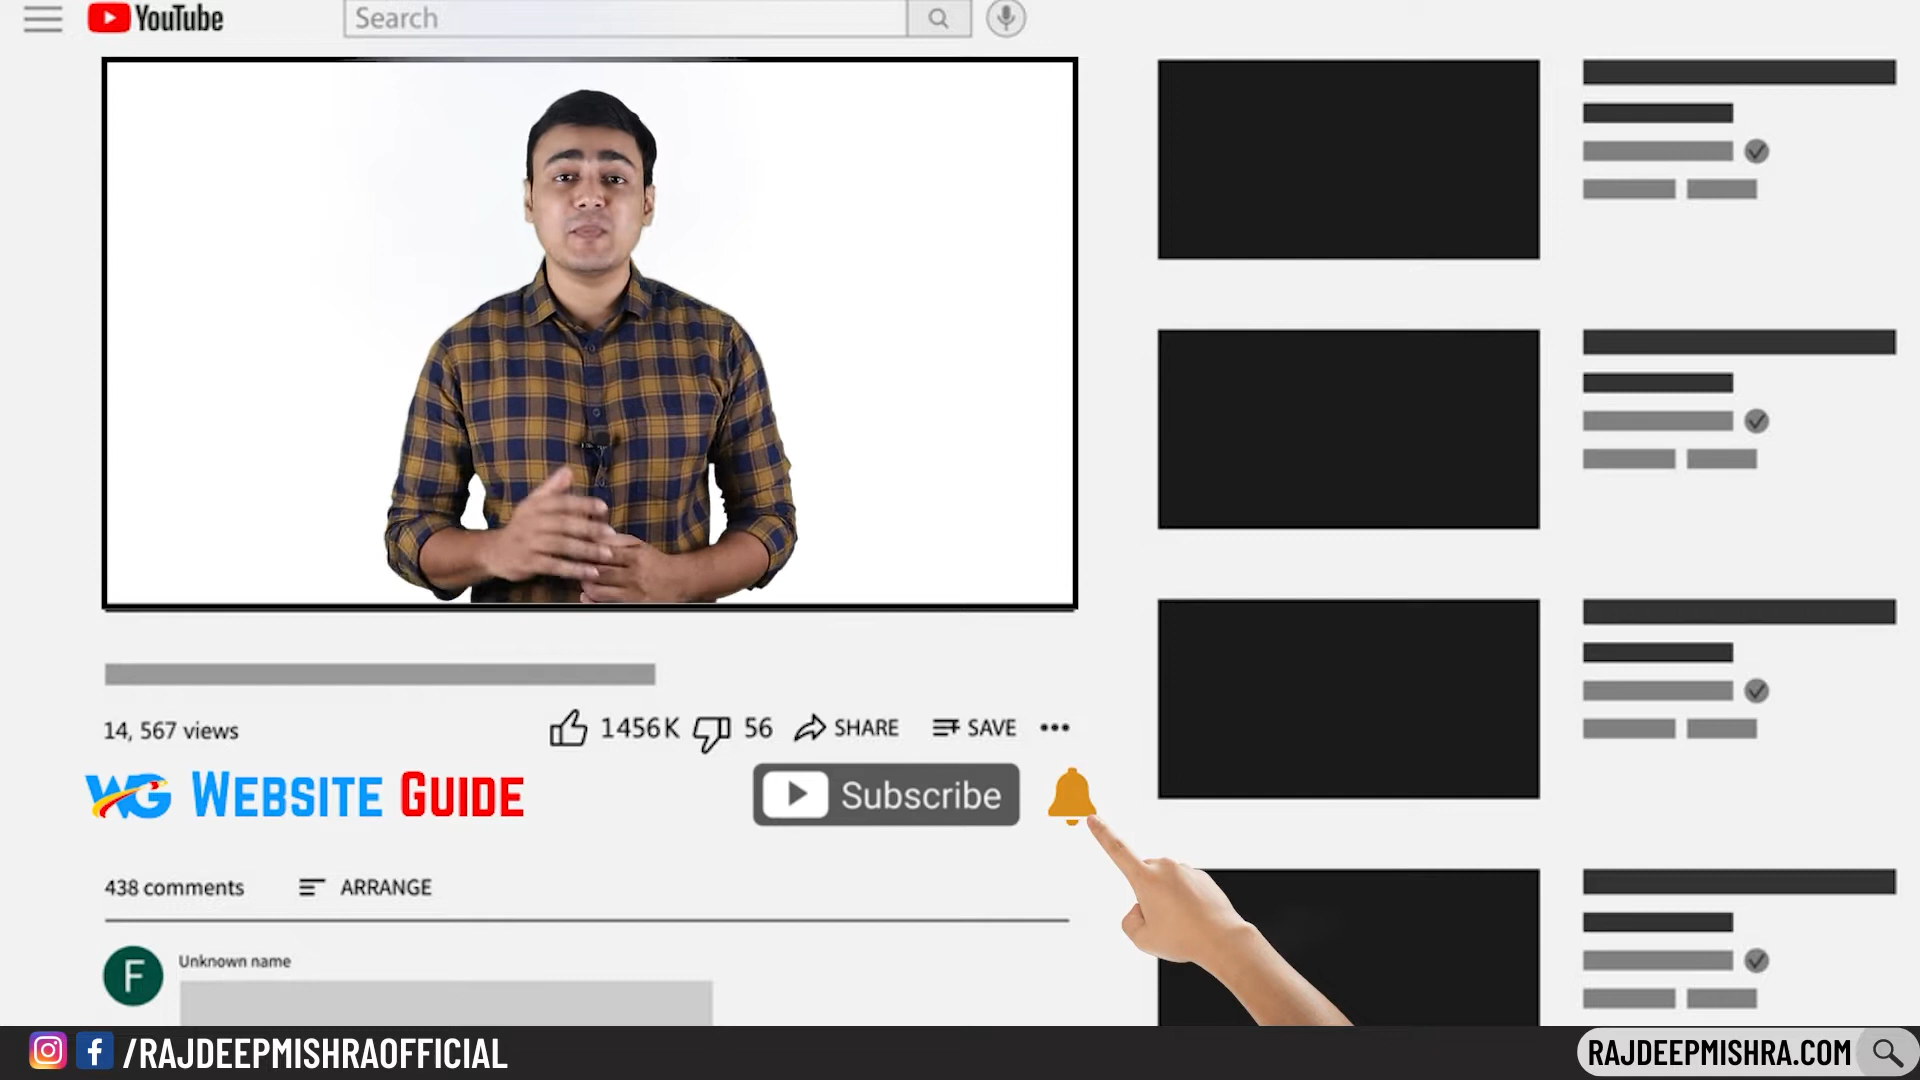 YouTube
Search
14, 567 views
1456K 56 SHARE SAVE
WG WEBSITE GUIDE
Subscribe
438 comments ARRANGE
F Unknown name
/RAJDEEPMISHRAOFFICIAL
RAJDEEPMISHRA.COM